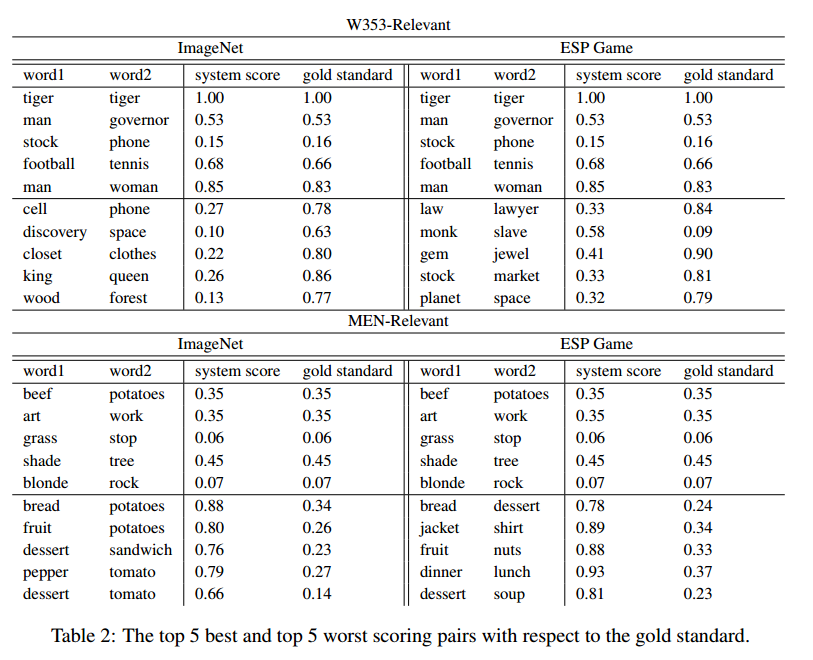 W353-Relevant
ImageNet ESP Game
word1 word2 system score gold standard word1 word2 system score gold standard
tiger tiger 1.00 1.00 tiger tiger 1.00 1.00
man governor 0.53 0.53 man governor 0.53 0.53
stock phone 0.15 0.16 stock phone 0.15 0.16
football tennis 0.68 0.66 football tennis 0.68 0.66
man woman 0.85 0.83 man woman 0.85 0.83
cell phone 0.27 0.78 law lawyer 0.33 0.84
discovery space 0.10 0.63 monk slave 0.58 0.09
closet clothes 0.22 0.80 gem jewel 0.41 0.90
king queen 0.26 0.86 stock market 0.33 0.81
wood forest 0.13 0.77 planet space 0.32 0.79
MEN-Relevant
ImageNet ESP Game
word1 word2 system score gold standard word1 word2 system score gold standard
beef potatoes 0.35 0.35 beef potatoes 0.35 0.35
art work 0.35 0.35 art work 0.35 0.35
grass stop 0.06 0.06 grass stop 0.06 0.06
shade tree 0.45 0.45 shade tree 0.45 0.45
blonde rock 0.07 0.07 blonde rock 0.07 0.07
bread potatoes 0.88 0.34 bread dessert 0.78 0.24
fruit potatoes 0.80 0.26 jacket shirt 0.89 0.34
dessert sandwich 0.76 0.23 fruit nuts 0.88 0.33
pepper tomato 0.79 0.27 dinner lunch 0.93 0.37
dessert tomato 0.66 0.14 dessert soup 0.81 0.23
Table 2: The top 5 best and top 5 worst scoring pairs with respect to the gold standard.